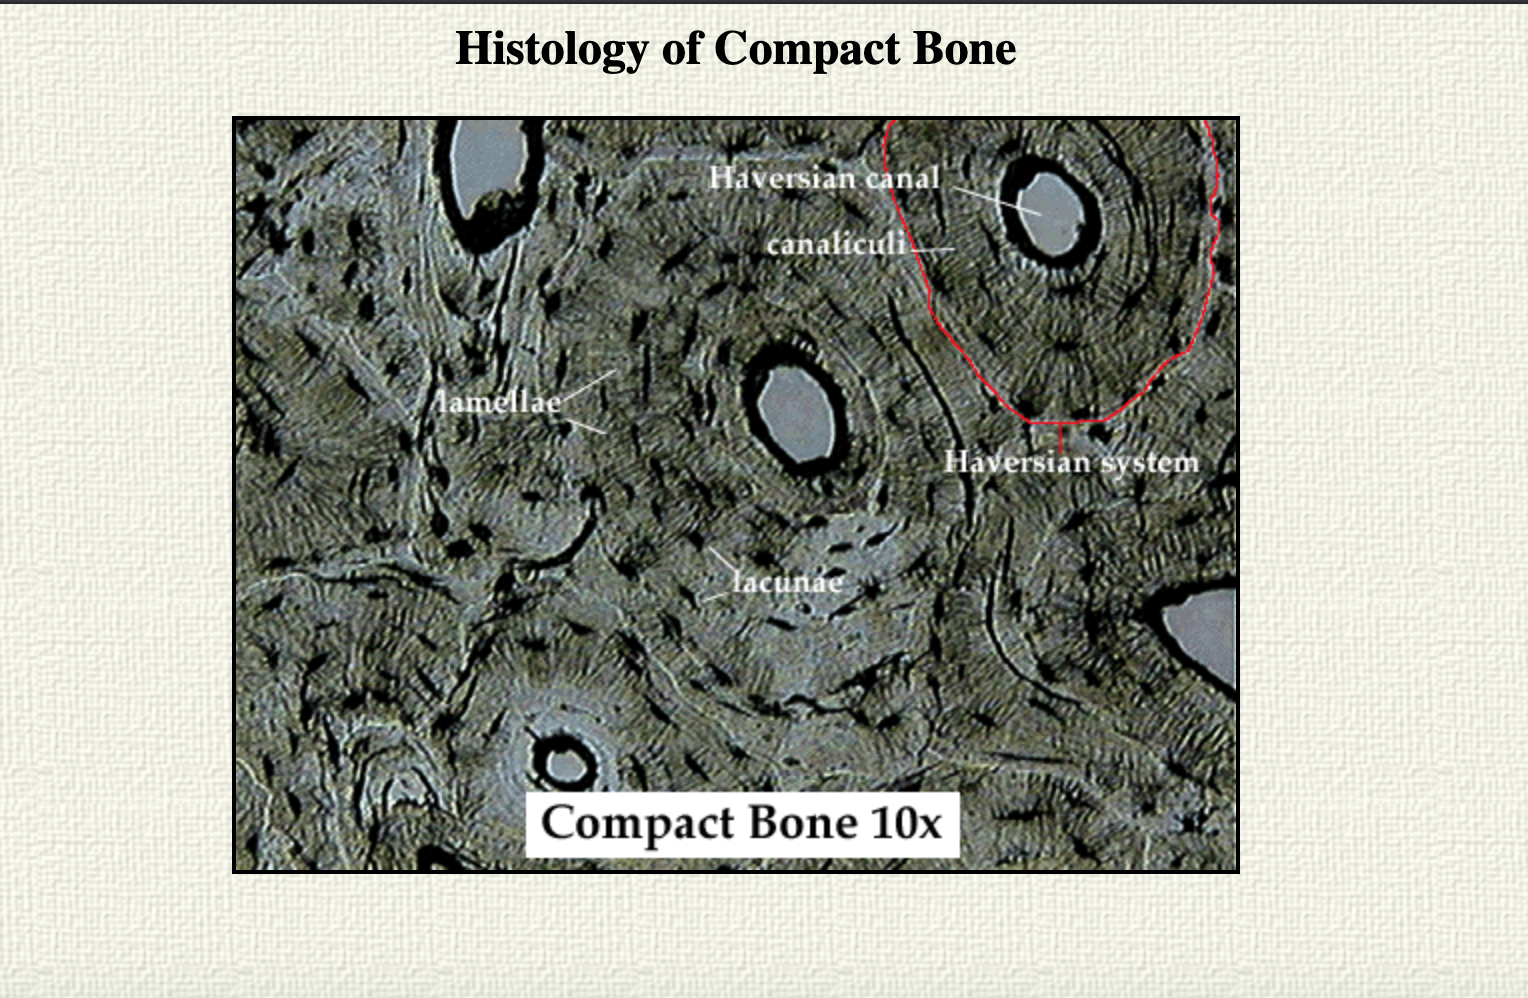 Histology of Compact Bone
Haversian canal
canaliculi
lamellae
Haversian system
lacunae
Compact Bone 10x